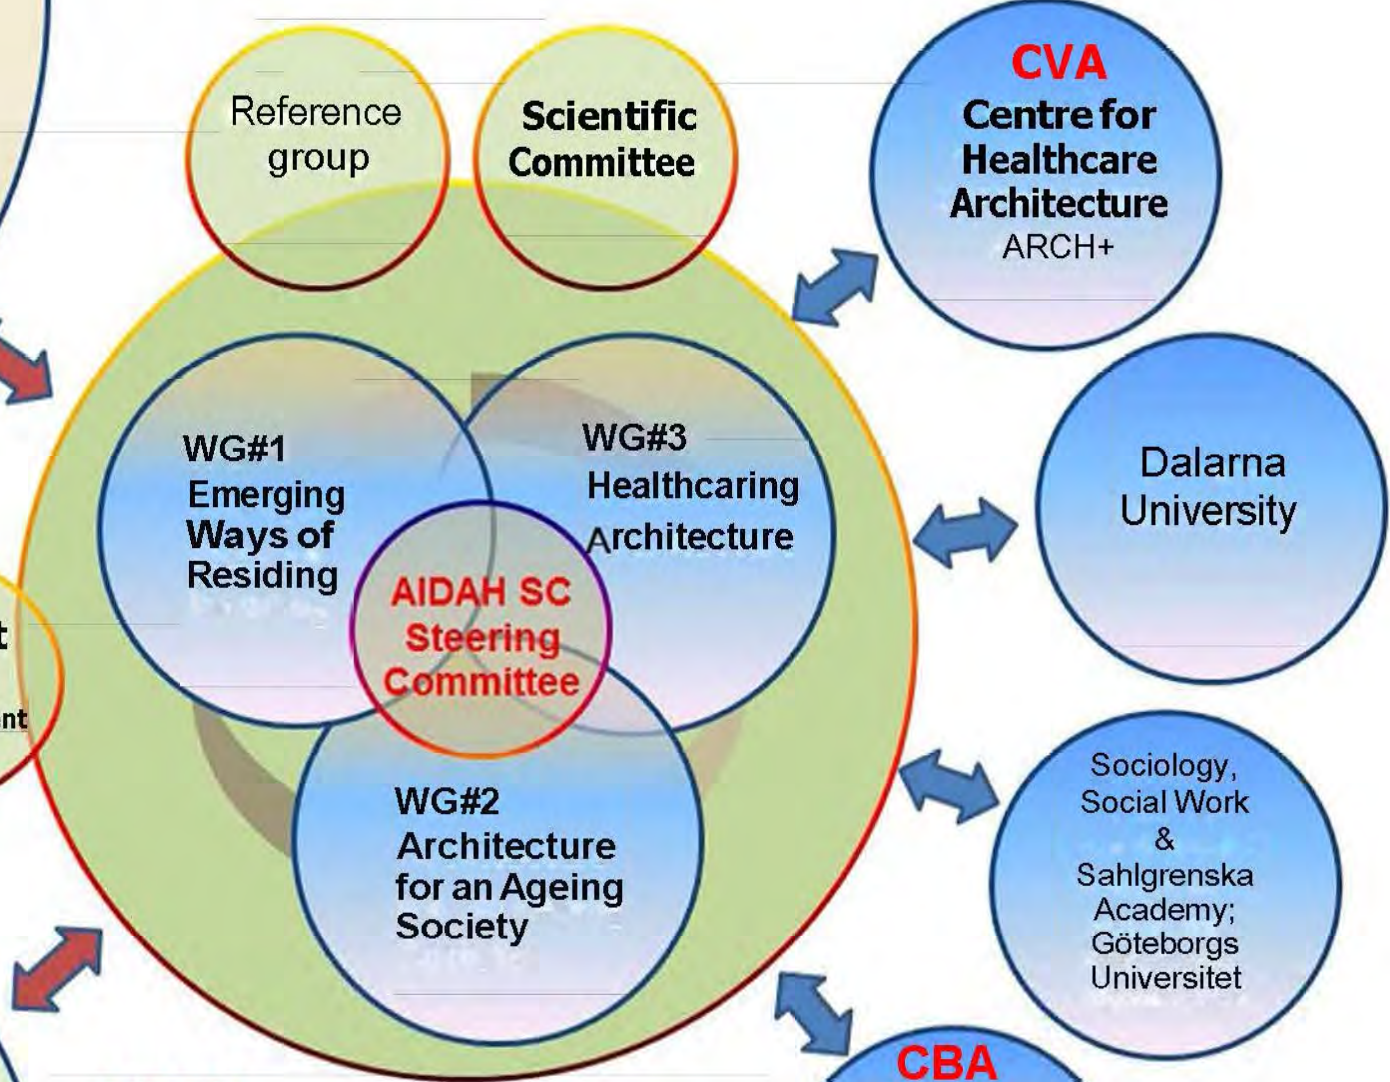 Reference
group
Scientific
Committee
CVA
Centre for
Healthcare
Architecture
ARCH+
WG#1
Emerging
Ways of
Residing
WG#3
Healthcaring
Architecture
AIDAH SC
Steering
Committee
WG#2
Architecture
for an Ageing
Society
Dalarna
University
Sociology,
Social Work
&
Sahlgrenska
Academy;
Göteborgs
Universitet
CBA